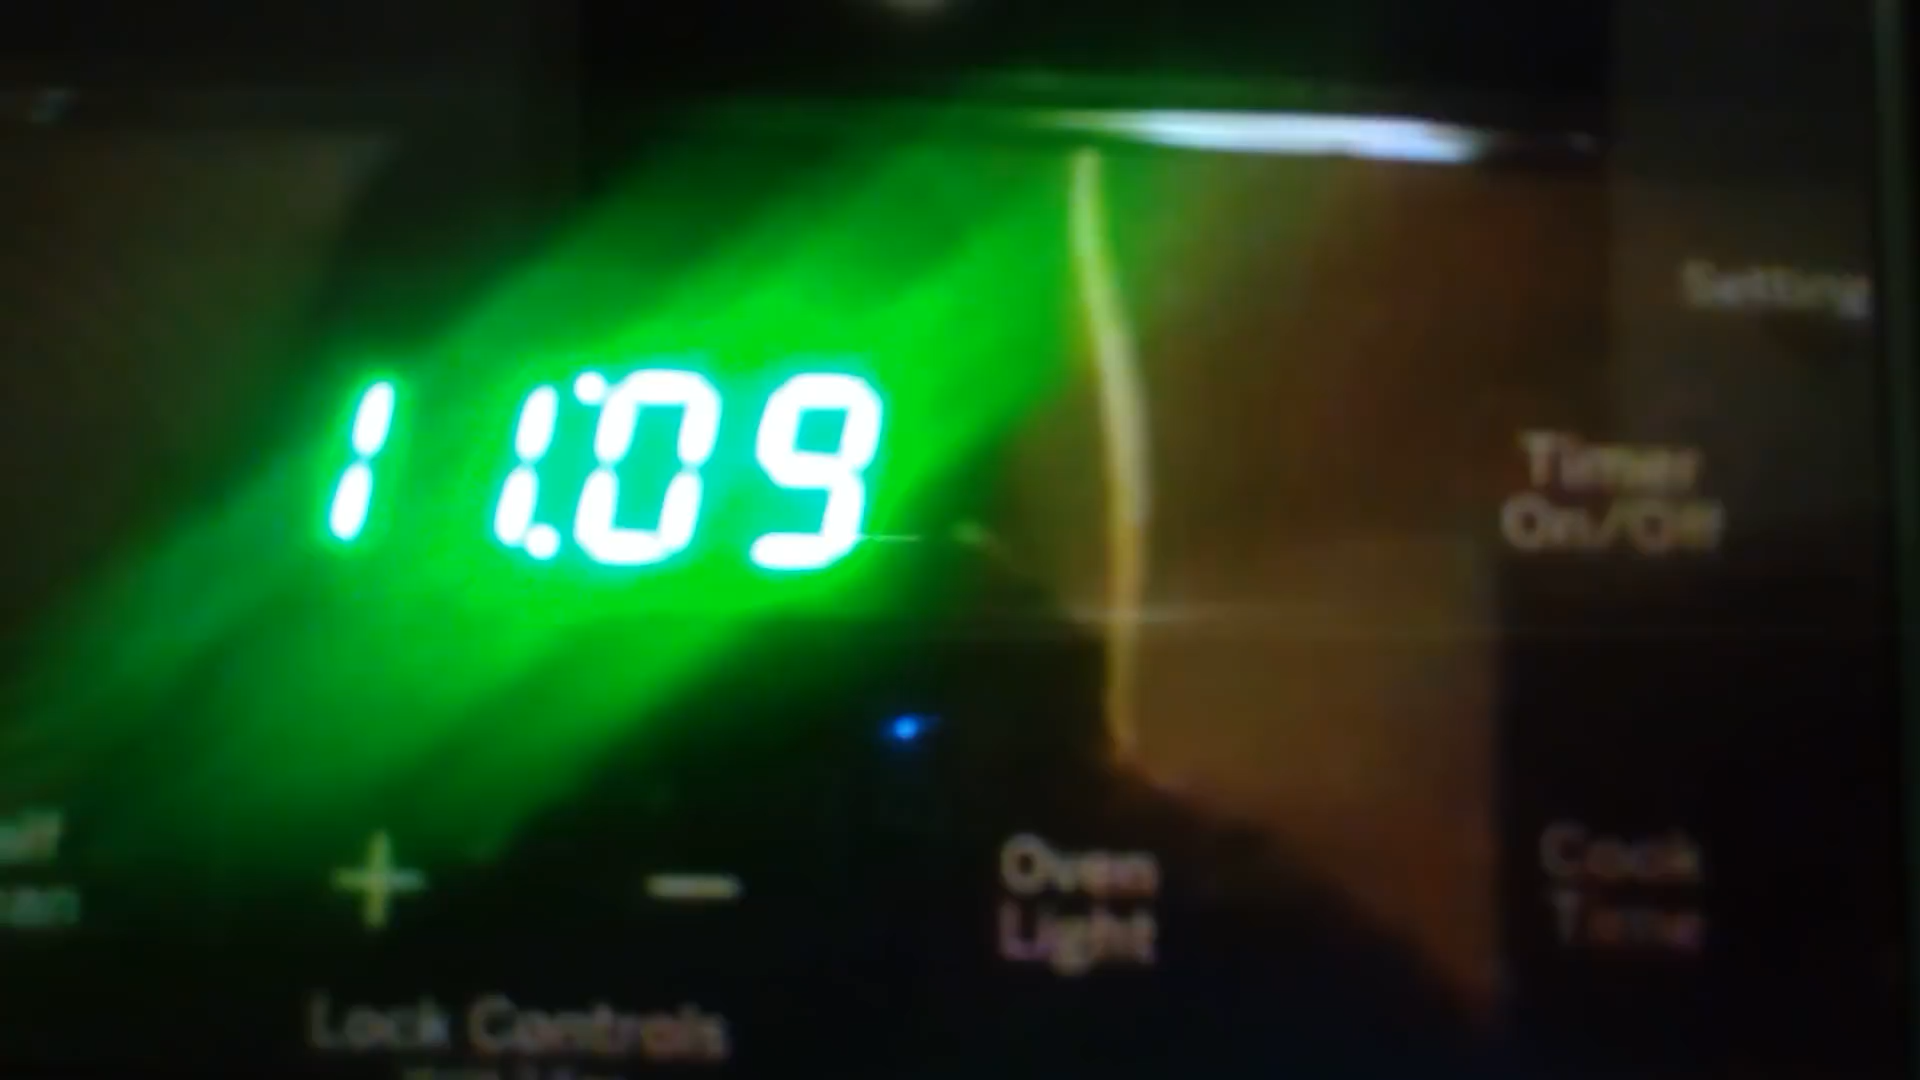 Setting
11:09
Timer
On/Off
+ -
Oven
Light
Cook
Time
Lock Controls